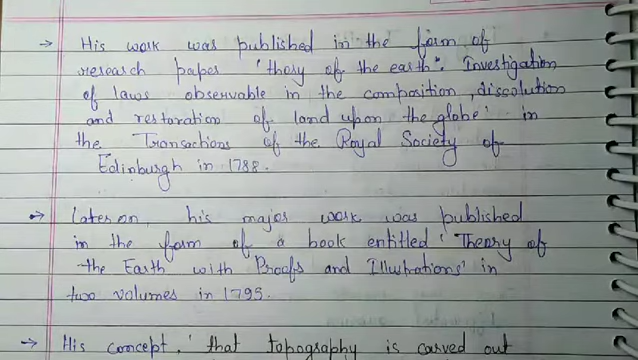 → His work was published in the form of
research paper 'thory of the earth'. Investigation
of laws observable in the composition, dissolution
and restoration of land upon the globe' in
the Transactions of the Royal Society of
Edinburgh in 1788.
→ Later on, his major work was published
in the form of a book entitled 'Theory of
the Earth with Proofs and Illustrations' in
two volumes in 1795.
→ His concept, 'that topography is carved out